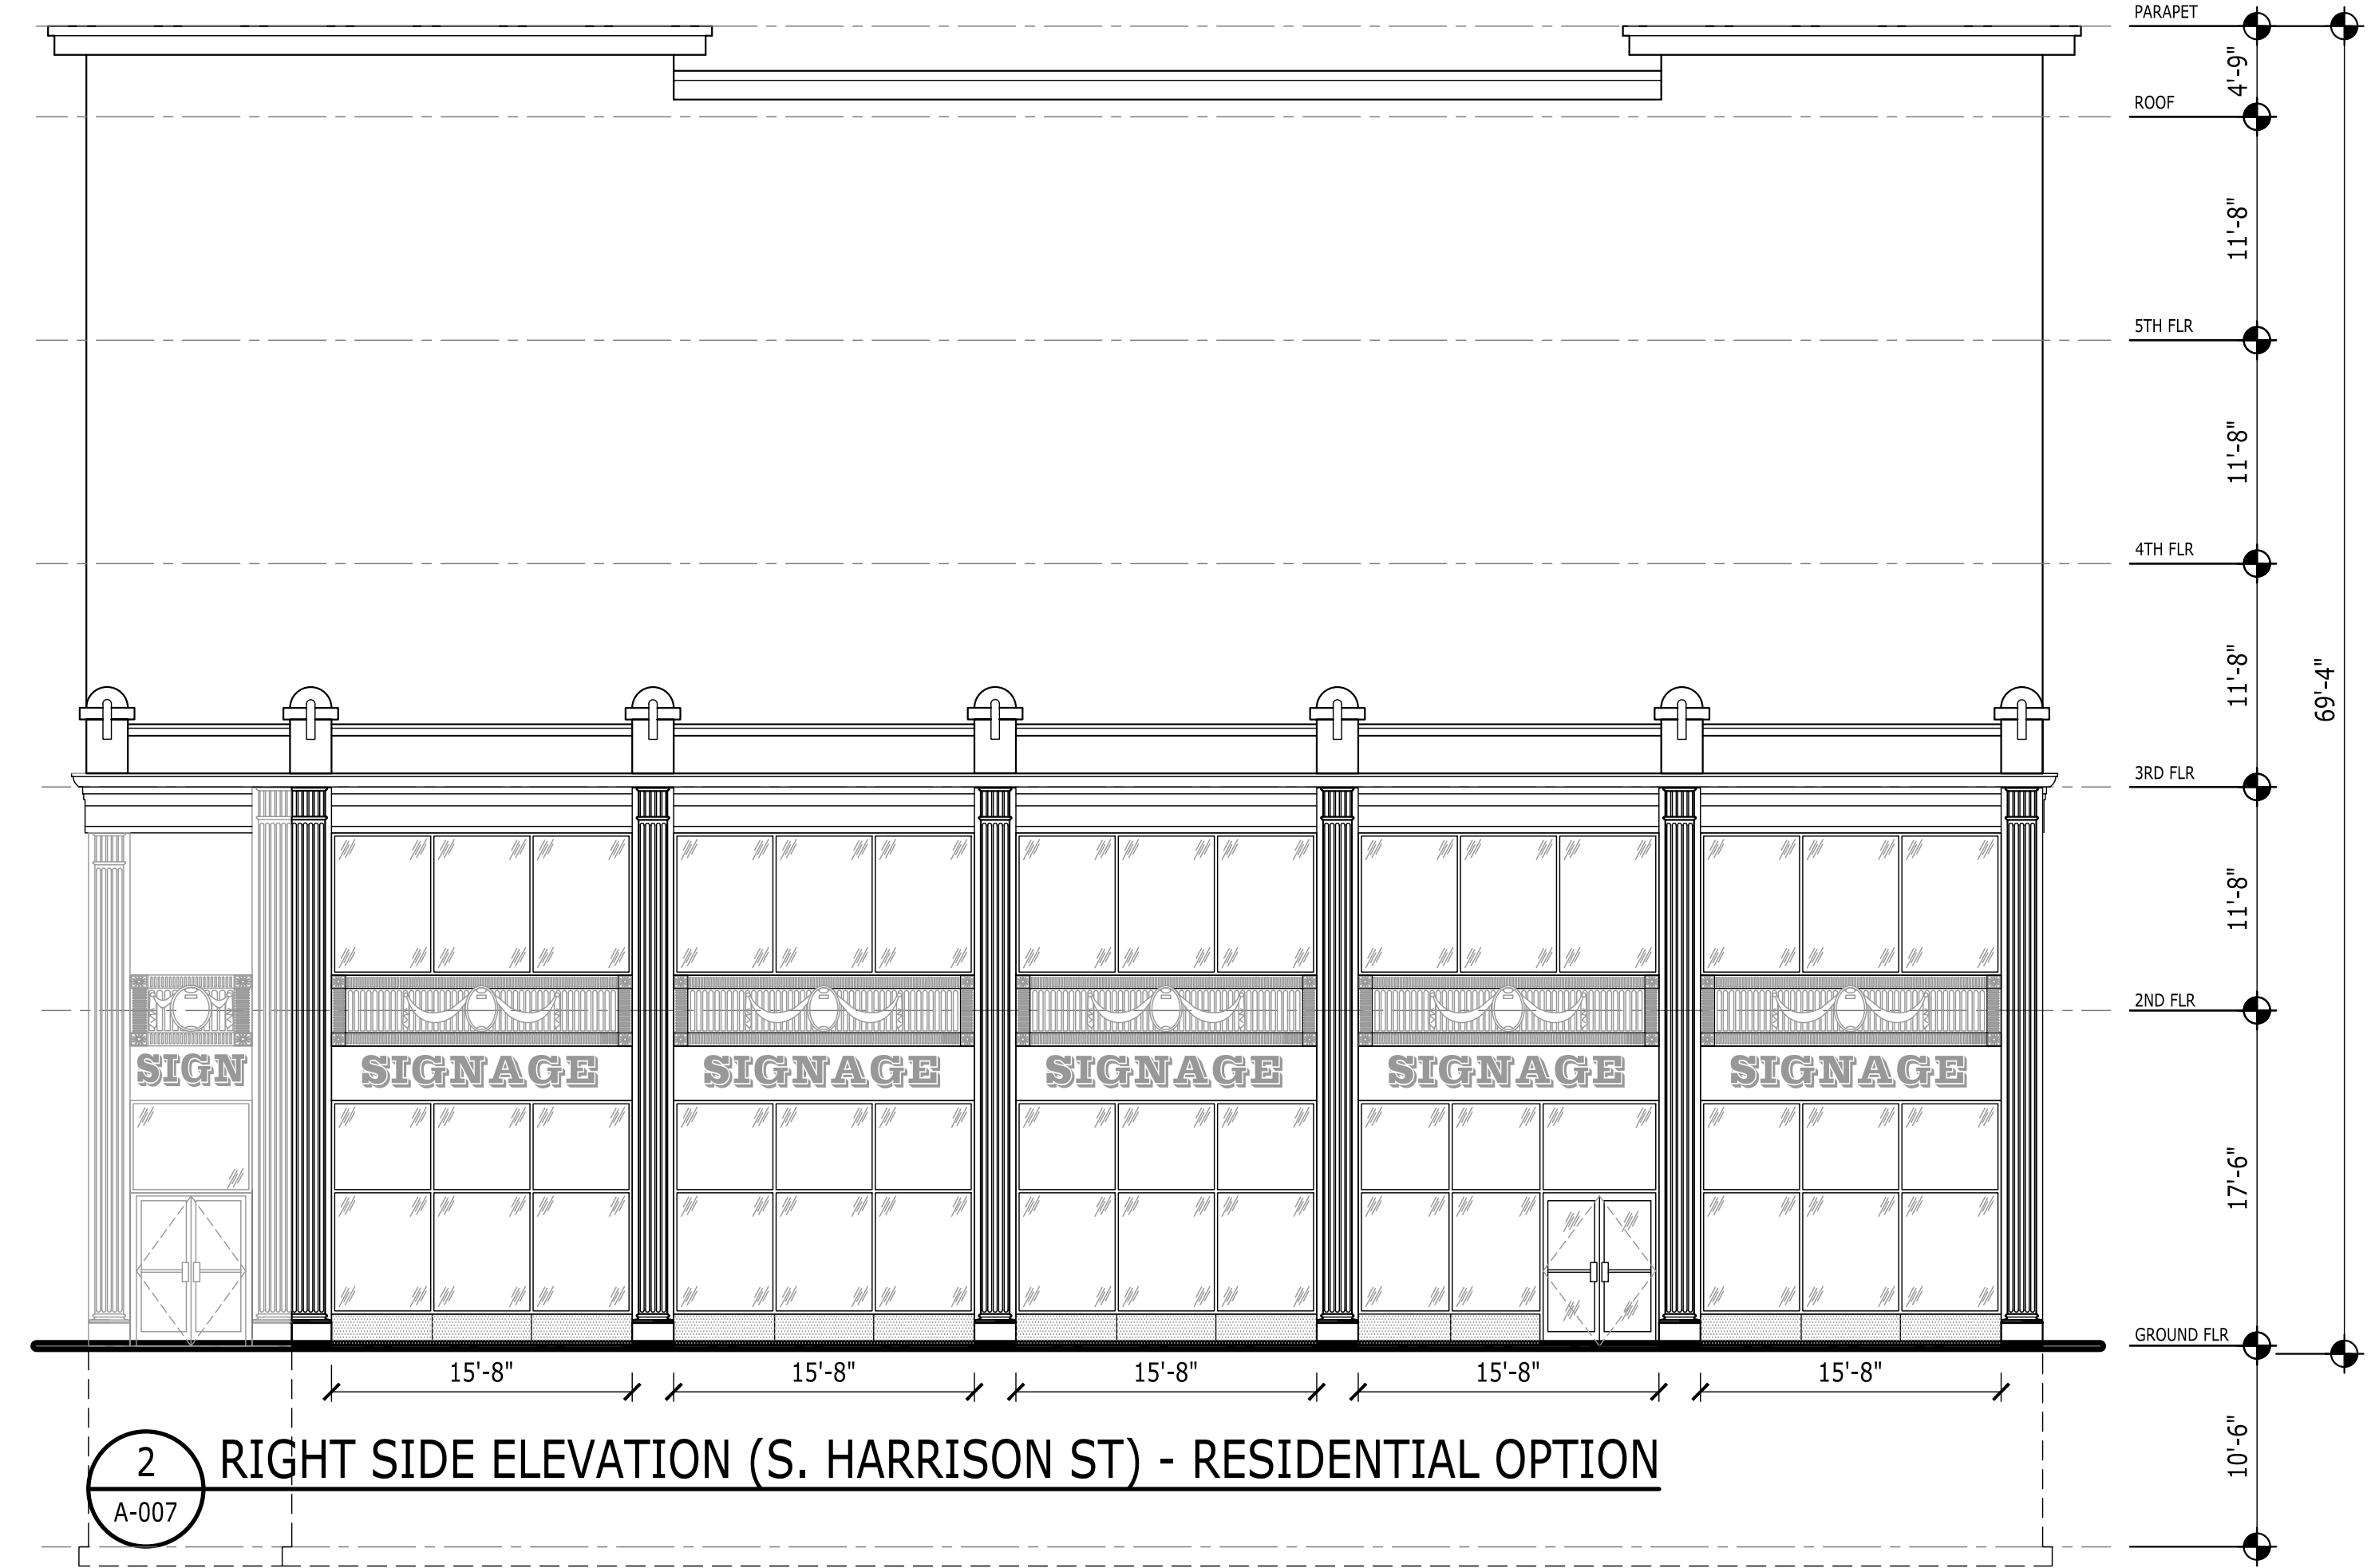 PARAPET
4'-9"
ROOF
11'-8"
5TH FLR
11'-8"
4TH FLR
11'-8"
69'-4"
3RD FLR
11'-8"
2ND FLR
SIGN SIGNAGE SIGNAGE SIGNAGE SIGNAGE SIGNAGE
17'-6"
GROUND FLR
15'-8" 15'-8" 15'-8" 15'-8" 15'-8"
10'-6"
2 RIGHT SIDE ELEVATION (S. HARRISON ST) - RESIDENTIAL OPTION
A-007